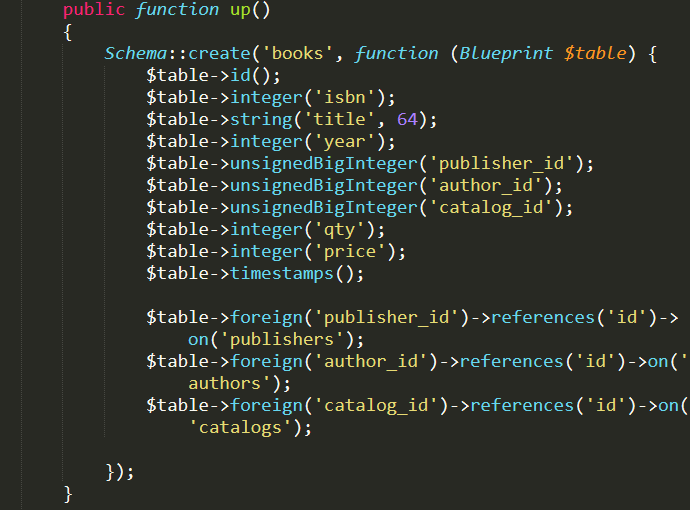 public function up()
{
Schema::create('books', function (Blueprint $table) {
$table->id();
$table->integer('isbn');
$table->string('title', 64);
$table->integer('year');
$table->unsignedBigInteger('publisher_id');
$table->unsignedBigInteger('author_id');
$table->unsignedBigInteger('catalog_id');
$table->integer('qty');
$table->integer('price');
$table->timestamps();
$table->foreign('publisher_id')->references('id')->
on('publishers');
$table->foreign('author_id')->references('id')->on('
authors');
$table->foreign('catalog_id')->references('id')->on(
'catalogs');
});
}